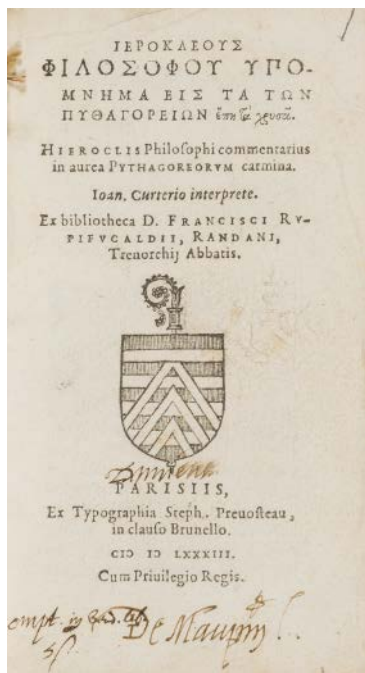 ΙΕΡΟΚΛΕΟΥΣ
ΦΙΛΟΣΟΦΟΥ ΥΠΟ-
ΜΝΗΜΑ ΕΙΣ ΤΑ ΤΩΝ
ΠΥΘΑΓΟΡΕΙΩΝ ἔπη τὰ χρυσᾶ.
HIEROCLIS Philoſophi commentarius
in aurea PYTHAGOREORVM carmina.
Ioan. Curterio interprete.
Ex bibliotheca D. FRANCISCI RV-
PIFVCALDII, RANDANI,
Trenorchij Abbatis.
PARISIIS,
Ex Typographia Steph. Preuoſteau,
in clauſo Brunello.
CIↃ IↃ LXXXIII.
Cum Priuilegio Regis.
De Maupin